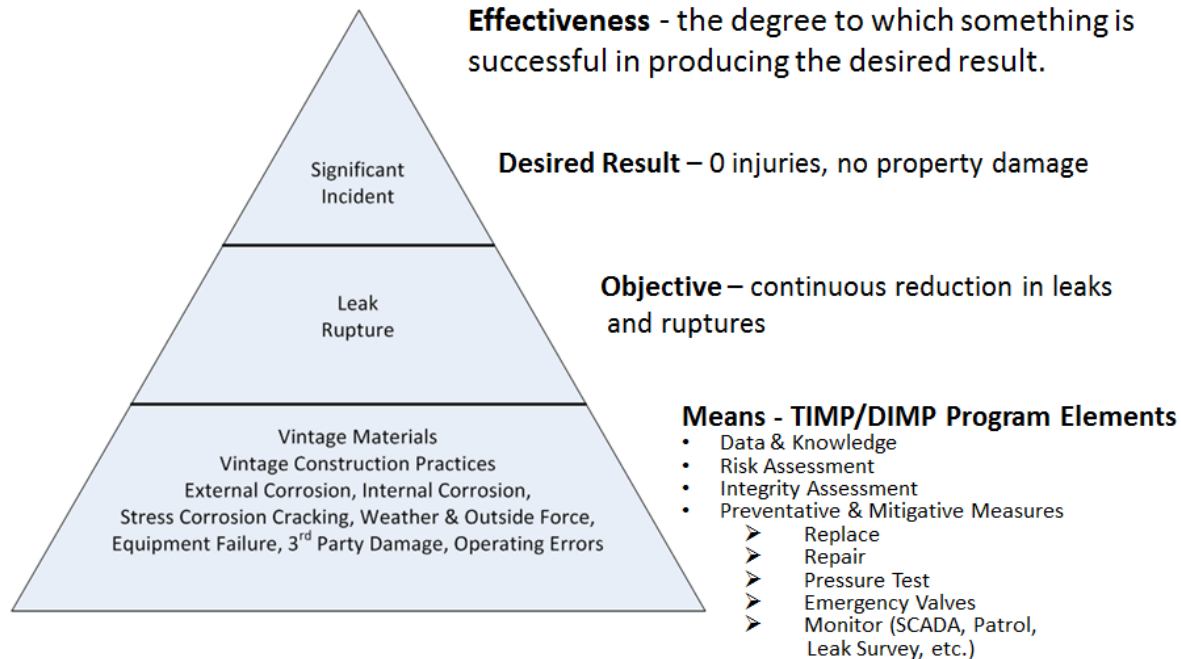 Effectiveness - the degree to which something is
successful in producing the desired result.
Significant
Incident
Desired Result – 0 injuries, no property damage
Leak
Rupture
Objective – continuous reduction in leaks
and ruptures
Vintage Materials
Vintage Construction Practices
External Corrosion, Internal Corrosion,
Stress Corrosion Cracking, Weather & Outside Force,
Equipment Failure, 3rd Party Damage, Operating Errors
Means - TIMP/DIMP Program Elements
• Data & Knowledge
• Risk Assessment
• Integrity Assessment
• Preventative & Mitigative Measures
➢ Replace
➢ Repair
➢ Pressure Test
➢ Emergency Valves
➢ Monitor (SCADA, Patrol,
Leak Survey, etc.)